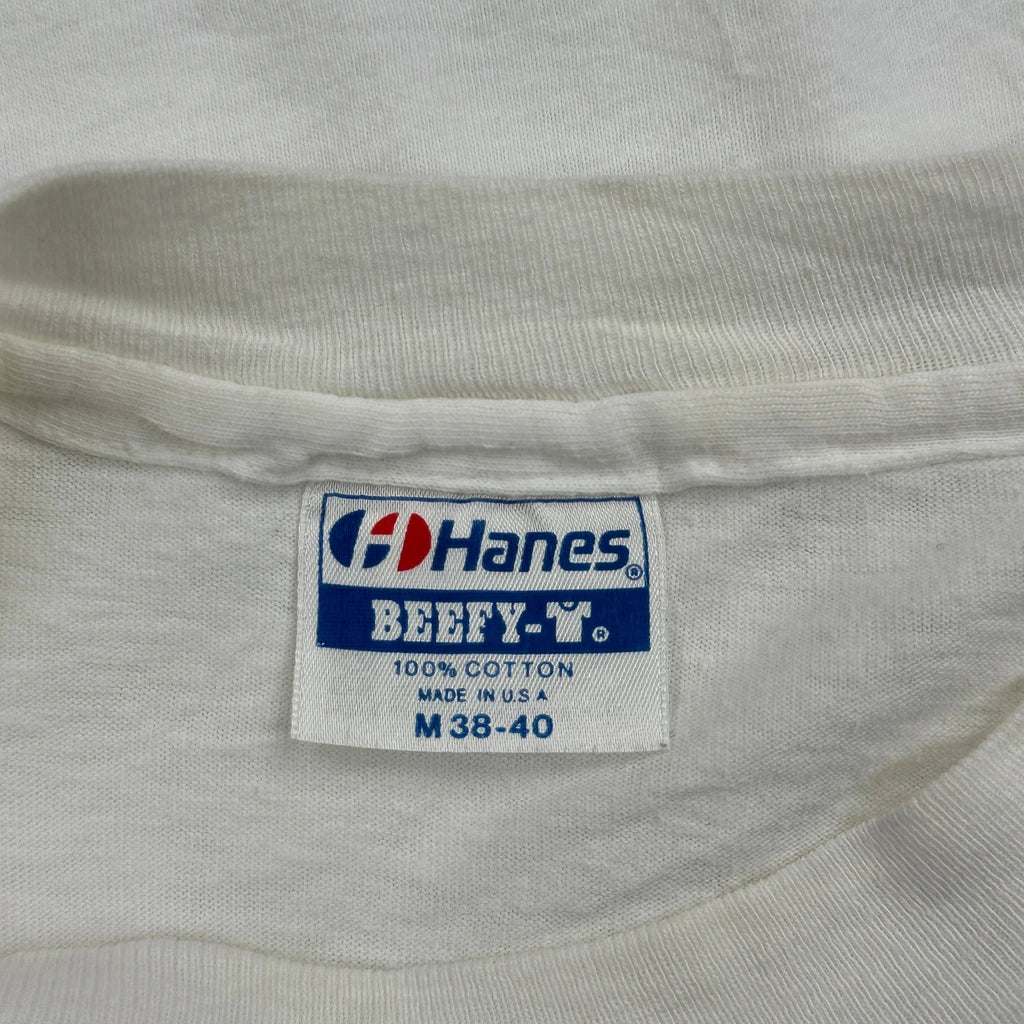 Hanes®
BEEFY-T®
100% COTTON
MADE IN U.S A
M 38-40